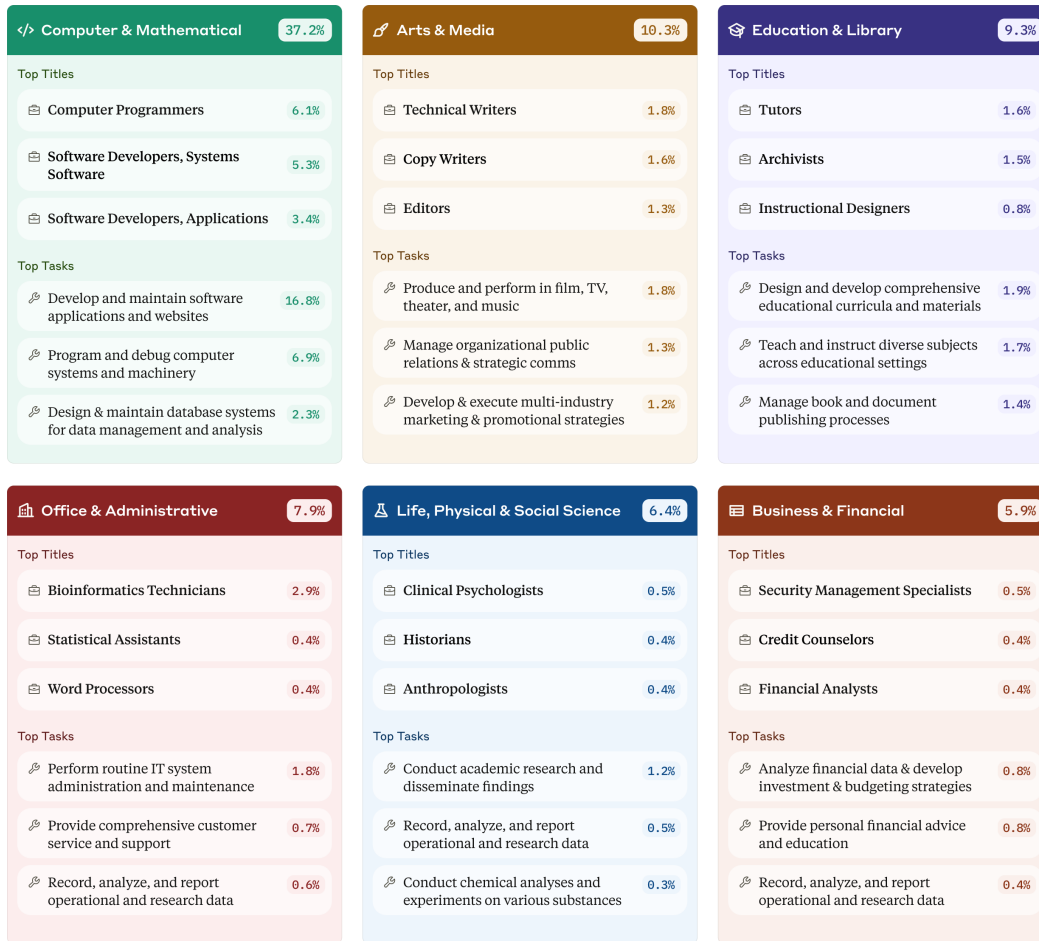 Computer & Mathematical 37.2%
Top Titles
Computer Programmers 6.1%
Software Developers, Systems
Software 5.3%
Software Developers, Applications 3.4%
Top Tasks
Develop and maintain software
applications and websites 16.8%
Program and debug computer
systems and machinery 6.9%
Design & maintain database systems
for data management and analysis 2.3%
Arts & Media 10.3%
Top Titles
Technical Writers 1.8%
Copy Writers 1.6%
Editors 1.3%
Top Tasks
Produce and perform in film, TV,
theater, and music 1.8%
Manage organizational public
relations & strategic comms 1.3%
Develop & execute multi-industry
marketing & promotional strategies 1.2%
Education & Library 9.3%
Top Titles
Tutors 1.6%
Archivists 1.5%
Instructional Designers 0.8%
Top Tasks
Design and develop comprehensive
educational curricula and materials 1.9%
Teach and instruct diverse subjects
across educational settings 1.7%
Manage book and document
publishing processes 1.4%
Office & Administrative 7.9%
Top Titles
Bioinformatics Technicians 2.9%
Statistical Assistants 0.4%
Word Processors 0.4%
Top Tasks
Perform routine IT system
administration and maintenance 1.8%
Provide comprehensive customer
service and support 0.7%
Record, analyze, and report
operational and research data 0.6%
Life, Physical & Social Science 6.4%
Top Titles
Clinical Psychologists 0.5%
Historians 0.4%
Anthropologists 0.4%
Top Tasks
Conduct academic research and
disseminate findings 1.2%
Record, analyze, and report
operational and research data 0.5%
Conduct chemical analyses and
experiments on various substances 0.3%
Business & Financial 5.9%
Top Titles
Security Management Specialists 0.5%
Credit Counselors 0.4%
Financial Analysts 0.4%
Top Tasks
Analyze financial data & develop
investment & budgeting strategies 0.8%
Provide personal financial advice
and education 0.8%
Record, analyze, and report
operational and research data 0.4%